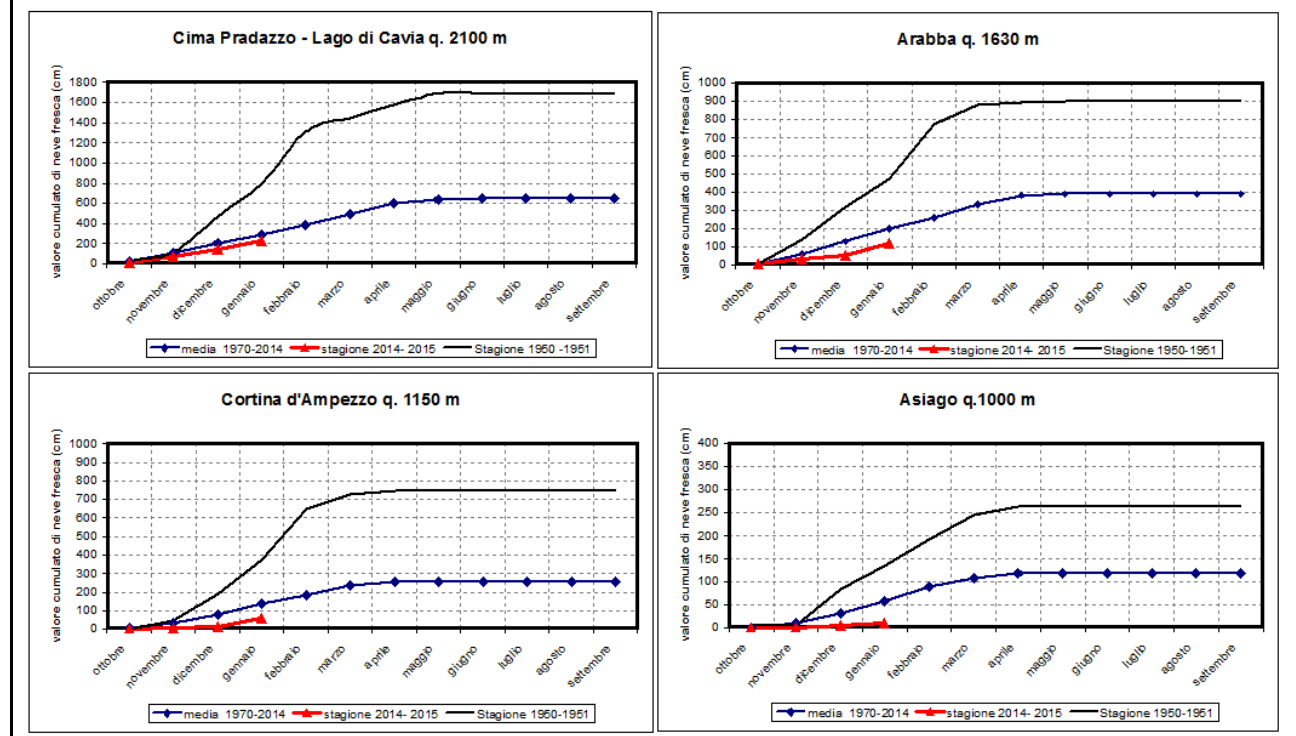 Cima Pradazzo - Lago di Cavia q. 2100 m
valore cumulato di neve fresca (cm)
1800
1600
1400
1200
1000
800
600
400
200
0
ottobre
novembre
dicembre
gennaio
febbraio
marzo
aprile
maggio
giugno
luglio
agosto
settembre
media 1970-2014 stagione 2014- 2015 Stagione 1950 -1951
Arabba q. 1630 m
valore cumulato di neve fresca (cm)
1000
900
800
700
600
500
400
300
200
100
0
ottobre
novembre
dicembre
gennaio
febbraio
marzo
aprile
maggio
giugno
luglio
agosto
settembre
media 1970-2014 stagione 2014- 2015 Stagione 1950-1951
Cortina d'Ampezzo q. 1150 m
valore cumulato di neve fresca (cm)
1000
900
800
700
600
500
400
300
200
100
0
ottobre
novembre
dicembre
gennaio
febbraio
marzo
aprile
maggio
giugno
luglio
agosto
settembre
media 1970-2014 stagione 2014- 2015 Stagione 1950-1951
Asiago q.1000 m
valore cumulato di neve fresca (cm)
400
350
300
250
200
150
100
50
0
ottobre
novembre
dicembre
gennaio
febbraio
marzo
aprile
maggio
giugno
luglio
agosto
settembre
media 1970-2014 stagione 2014- 2015 Stagione 1950-1951